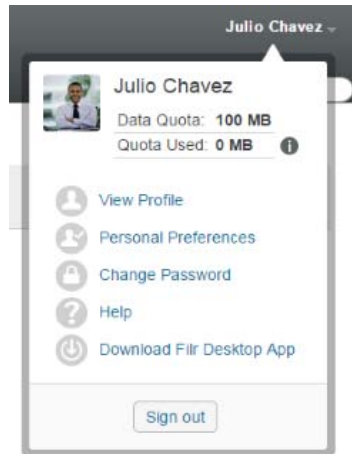 Julio Chavez
Julio Chavez
Data Quota: 100 MB
Quota Used: 0 MB
View Profile
Personal Preferences
Change Password
Help
Download Filr Desktop App
Sign out